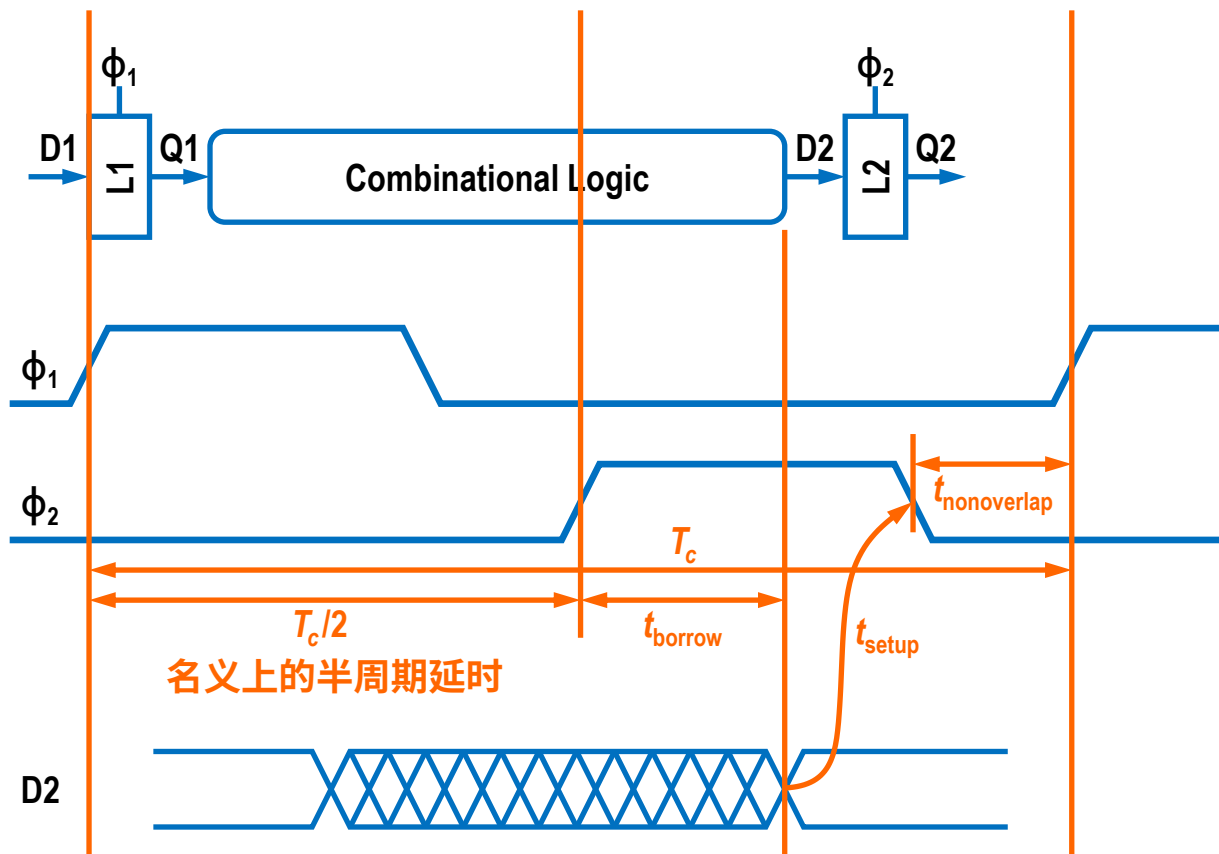 ϕ1 ϕ2
D1 L1 Q1 Combinational Logic D2 L2 Q2
ϕ1
ϕ2
tnonoverlap
Tc
Tc/2 tborrow tsetup
名义上的半周期延时
D2